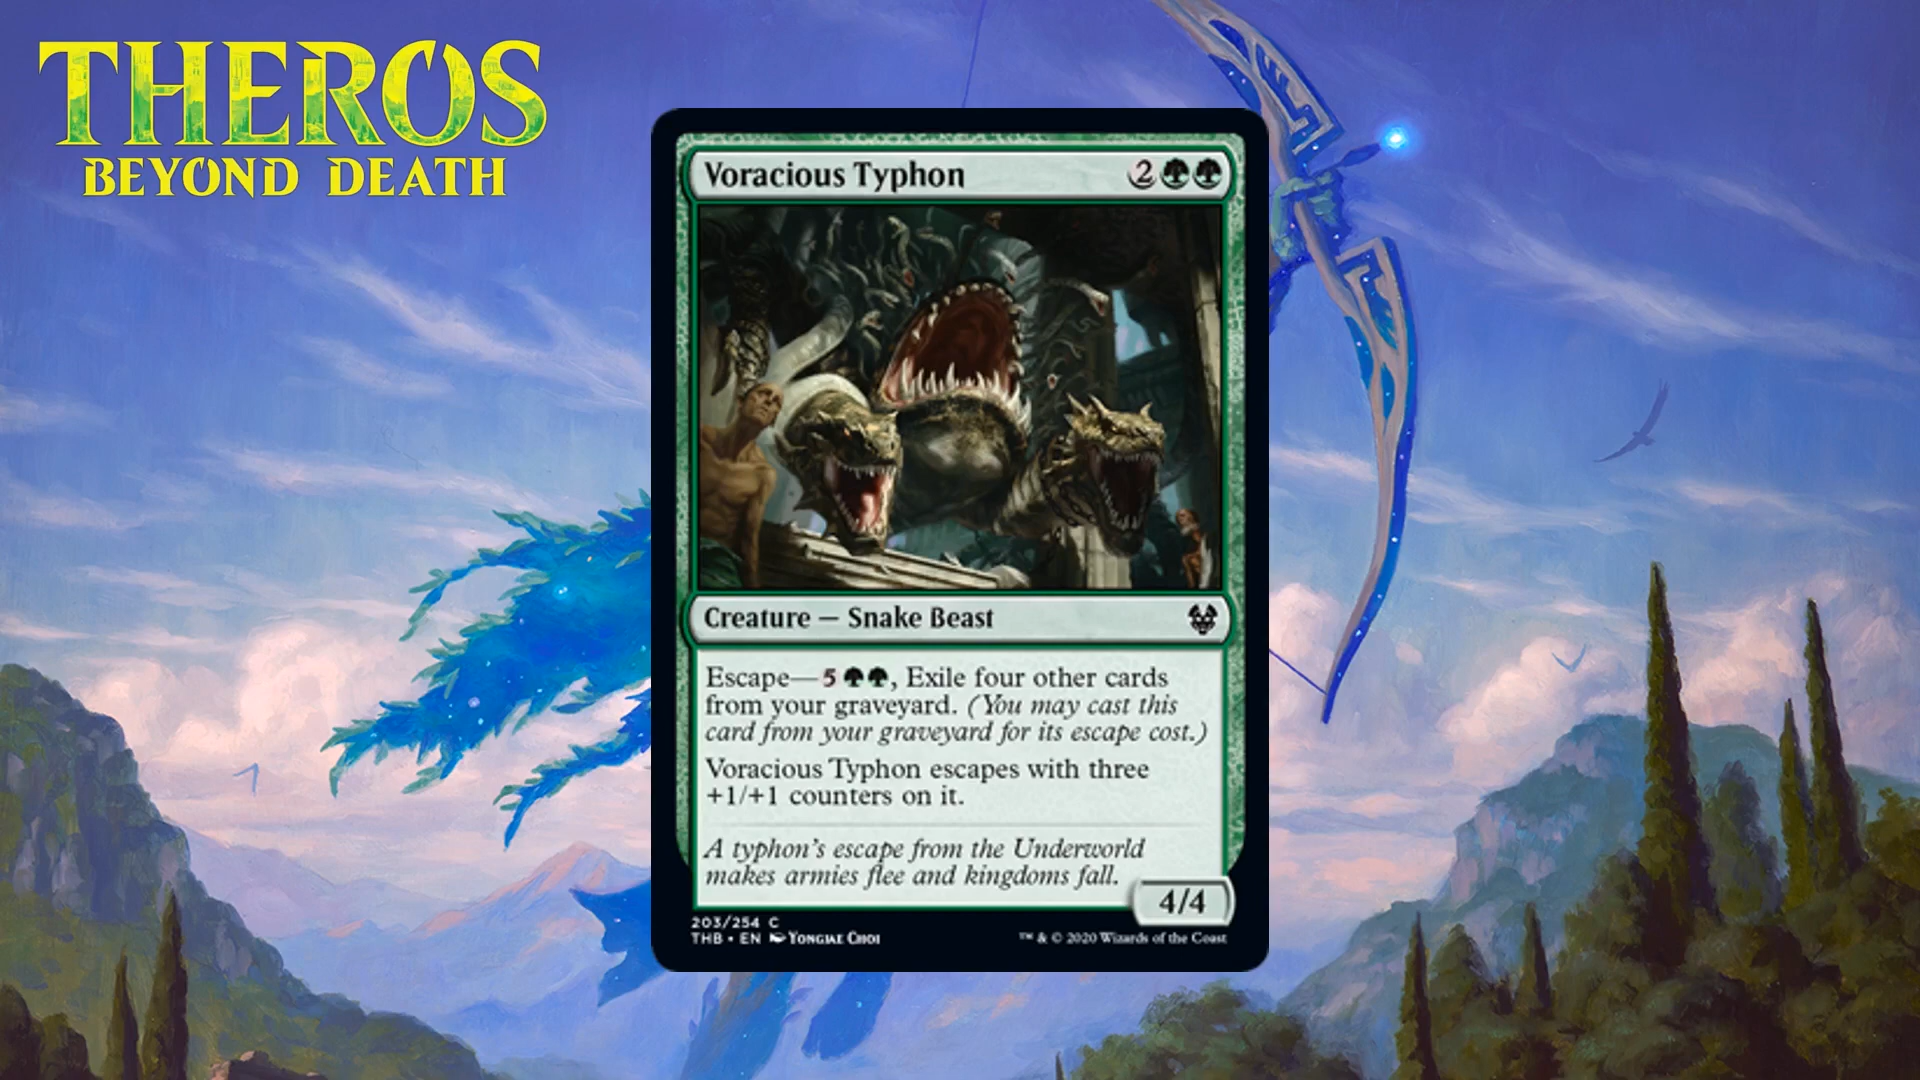 THEROS
BEYOND DEATH
Voracious Typhon 2
Creature — Snake Beast
Escape—5, Exile four other cards
from your graveyard. (You may cast this
card from your graveyard for its escape cost.)
Voracious Typhon escapes with three
+1/+1 counters on it.
A typhon's escape from the Underworld
makes armies flee and kingdoms fall.
4/4
203/254 C
THB • EN Yongjae Choi
™ & © 2020 Wizards of the Coast